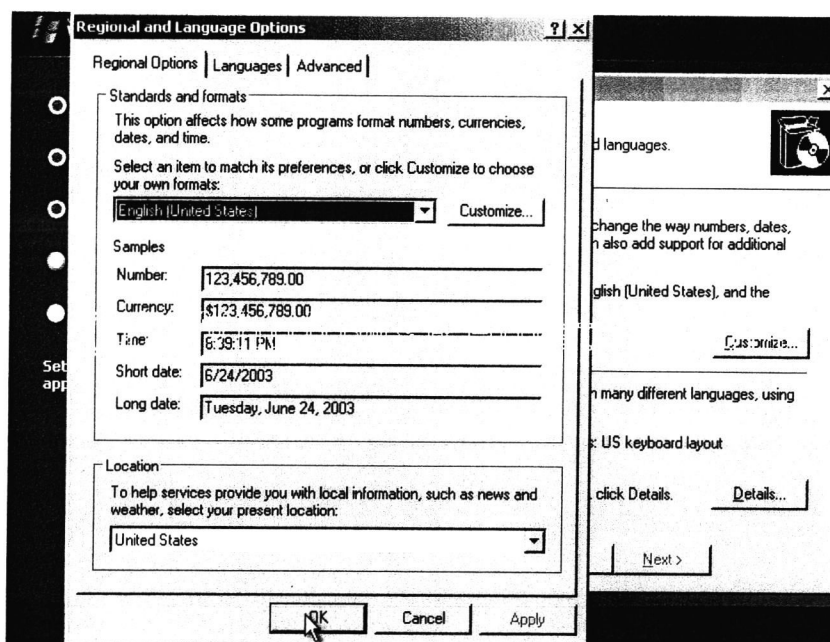 Regional and Language Options
Regional Options Languages Advanced
Standards and formats
This option affects how some programs format numbers, currencies,
dates, and time.
Select an item to match its preferences, or click Customize to choose
your own formats:
English (United States)
Customize...
Samples
Number: 123,456,789.00
Currency: $123,456,789.00
Time: 8:39:11 PM
Short date: 6/24/2003
Long date: Tuesday, June 24, 2003
Location
To help services provide you with local information, such as news and
weather, select your present location:
United States
OK Cancel Apply
Set
app
d languages.
change the way numbers, dates,
n also add support for additional
glish (United States), and the
Customize...
n many different languages, using
s: US keyboard layout
click Details.
Details...
Next >